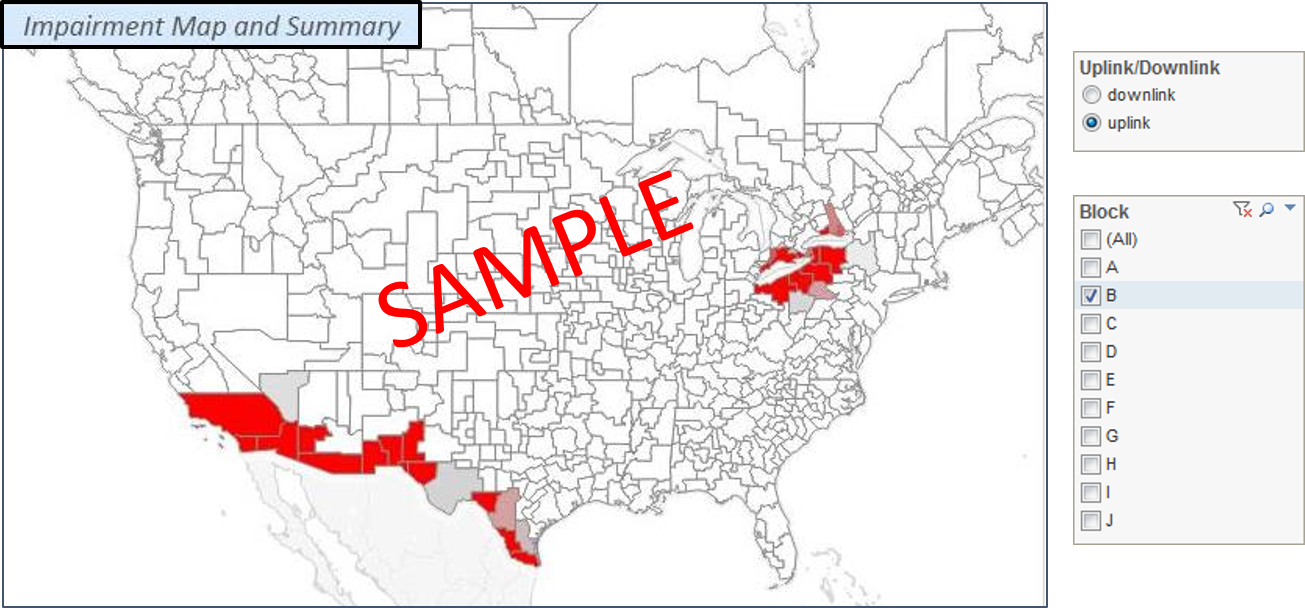 Impairment Map and Summary
SAMPLE
Uplink/Downlink
downlink
uplink
Block
(All)
A
B
C
D
E
F
G
H
I
J